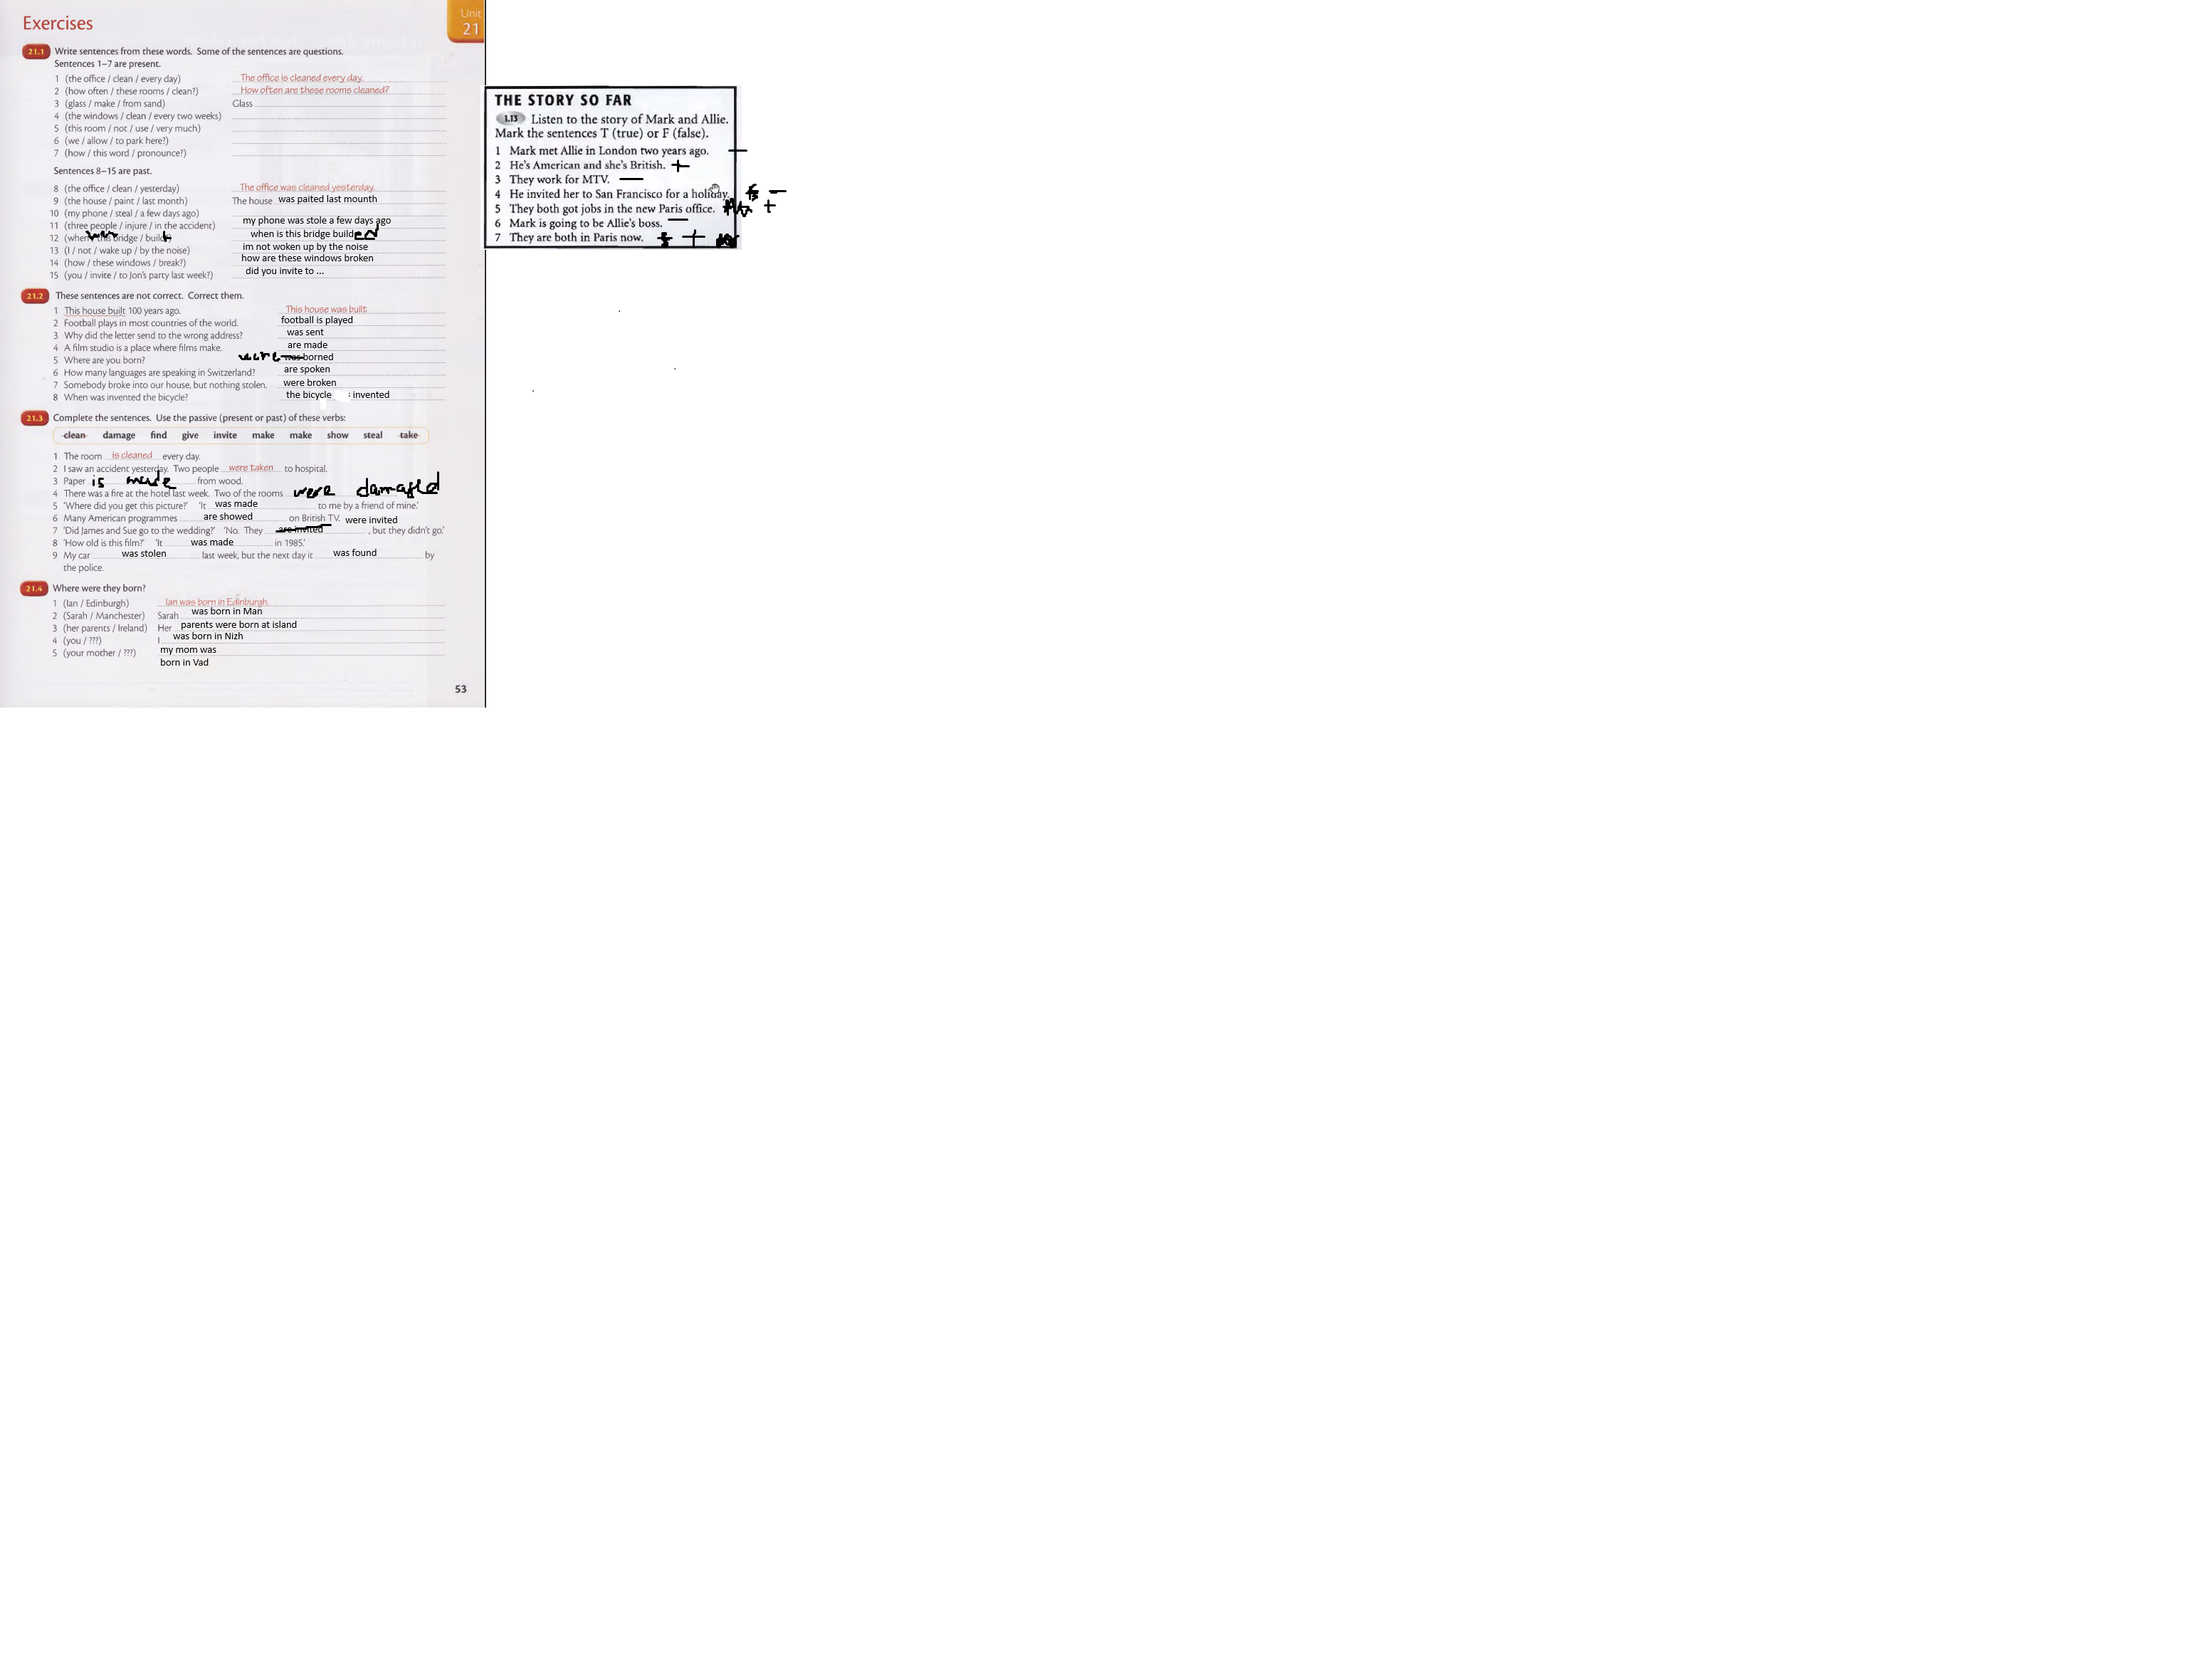 Exercises
Unit
21
21.1 Write sentences from these words. Some of the sentences are questions.
Sentences 1–7 are present.
1 (the office / clean / every day) The office is cleaned every day.
2 (how often / these rooms / clean?) How often are these rooms cleaned?
3 (glass / make / from sand) Glass
4 (the windows / clean / every two weeks)
5 (this room / not / use / very much)
6 (we / allow / to park here?)
7 (how / this word / pronounce?)
Sentences 8–15 are past.
8 (the office / clean / yesterday) The office was cleaned yesterday.
9 (the house / paint / last month) The house was paited last mounth
10 (my phone / steal / a few days ago)
my phone was stole a few days ago
11 (three people / injure / in the accident)
12 (when this bridge / build when is this bridge builded
13 (I / not / wake up / by the noise) im not woken up by the noise
14 (how / these windows / break?) how are these windows broken
15 (you / invite / to Jon's party last week?) did you invite to ...
21.2 These sentences are not correct. Correct them.
1 This house built 100 years ago. This house was built
2 Football plays in most countries of the world. football is played
3 Why did the letter send to the wrong address? was sent
4 A film studio is a place where films make. are made
5 Where are you born? were was borned
6 How many languages are speaking in Switzerland? are spoken
7 Somebody broke into our house, but nothing stolen. were broken
8 When was invented the bicycle? the bicycle invented
21.3 Complete the sentences. Use the passive (present or past) of these verbs:
clean damage find give invite make make show steal take
1 The room is cleaned every day.
2 I saw an accident yesterday. Two people were taken to hospital.
3 Paper is made from wood.
4 There was a fire at the hotel last week. Two of the rooms were damaged
5 'Where did you get this picture?' 'It was made to me by a friend of mine.'
6 Many American programmes are showed on British TV. were invited
7 'Did James and Sue go to the wedding?' 'No. They are invited , but they didn't go.'
8 'How old is this film?' 'It was made in 1985.'
9 My car was stolen last week, but the next day it was found by
the police.
21.4 Where were they born?
1 (Ian / Edinburgh) Ian was born in Edinburgh.
2 (Sarah / Manchester) Sarah was born in Man
3 (her parents / Ireland) Her parents were born at island
4 (you / ???) I was born in Nizh
5 (your mother / ???) my mom was
born in Vad
53
THE STORY SO FAR
1.13 Listen to the story of Mark and Allie.
Mark the sentences T (true) or F (false).
1 Mark met Allie in London two years ago. —
2 He's American and she's British. +
3 They work for MTV. —
4 He invited her to San Francisco for a holiday. —
5 They both got jobs in the new Paris office. +
6 Mark is going to be Allie's boss. —
7 They are both in Paris now. +